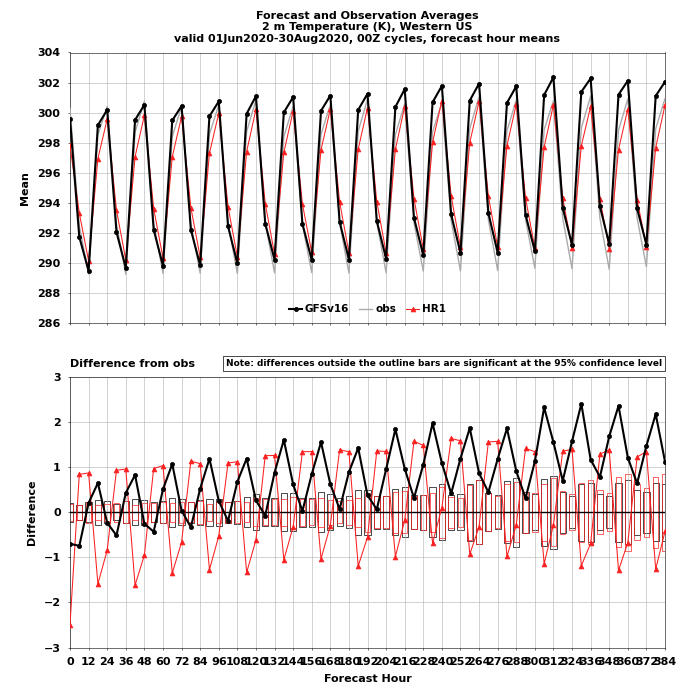 Forecast and Observation Averages
2 m Temperature (K), Western US
valid 01Jun2020-30Aug2020, 00Z cycles, forecast hour means
304
302
300
298
296
294
292
290
288
286
Mean
GFSv16 obs HR1
Difference from obs
Note: differences outside the outline bars are significant at the 95% confidence level
3
2
1
0
−1
−2
−3
Difference
0 12 24 36 48 60 72 84 96 108 120 132 144 156 168 180 192 204 216 228 240 252 264 276 288 300 312 324 336 348 360 372 384
Forecast Hour